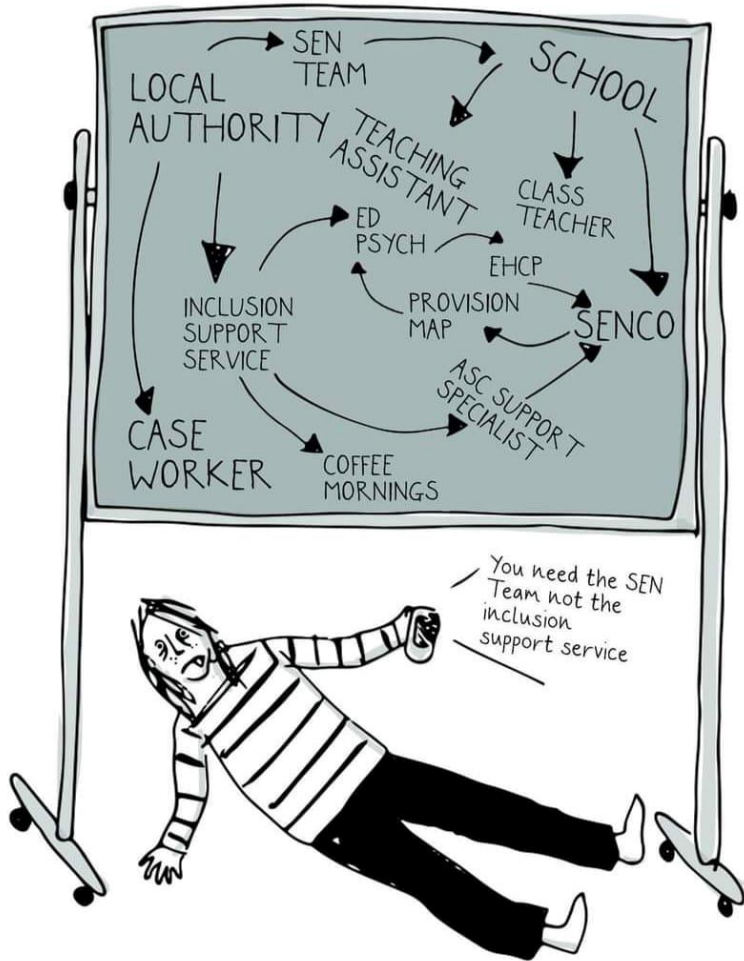 SEN
TEAM
SCHOOL
LOCAL
AUTHORITY
TEACHING
ASSISTANT
CLASS
TEACHER
ED
PSYCH
EHCP
INCLUSION
SUPPORT
SERVICE
PROVISION
MAP
SENCO
ASC SUPPORT
SPECIALIST
CASE
WORKER
COFFEE
MORNINGS
You need the SEN
Team not the
inclusion
support service